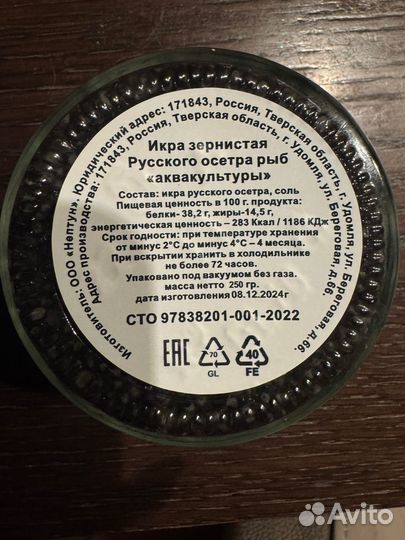 Изготовитель: ООО «Нептун». Юридический адрес: 171843, Россия, Тверская область, г. Удомля, ул. Береговая, д.66.
Адрес производства: 171843, Россия, Тверская область, г. Удомля, ул. Береговая, д.66.
Икра зернистая
Русского осетра рыб
«аквакультуры»
Состав: икра русского осетра, соль
Пищевая ценность в 100 г. продукта:
белки- 38,2 г, жиры-14,5 г,
энергетическая ценность – 283 Ккал / 1186 КДж
Срок годности: при температуре хранения
от минус 2°С до минус 4°С – 4 месяца.
При вскрытии хранить в холодильнике
не более 72 часов.
Упаковано под вакуумом без газа.
масса нетто 250 гр.
дата изготовления 08.12.2024г
СТО 97838201-001-2022
EAC
70
GL
40
FE
Avito